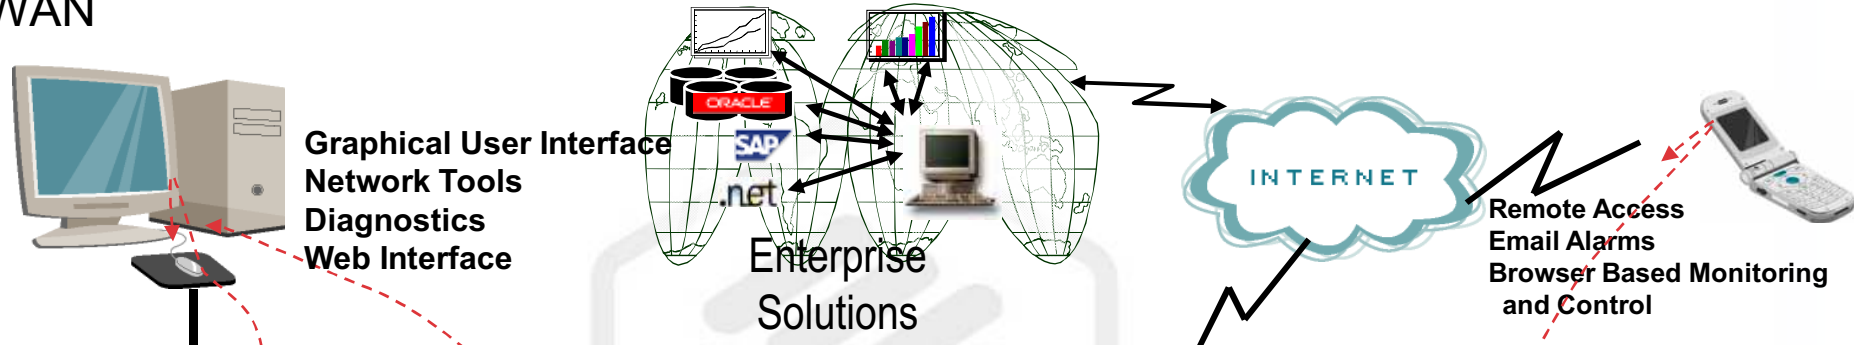 WAN
Graphical User Interface
Network Tools
Diagnostics
Web Interface
ORACLE
SAP
.net
Enterprise
Solutions
INTERNET
Remote Access
Email Alarms
Browser Based Monitoring
and Control